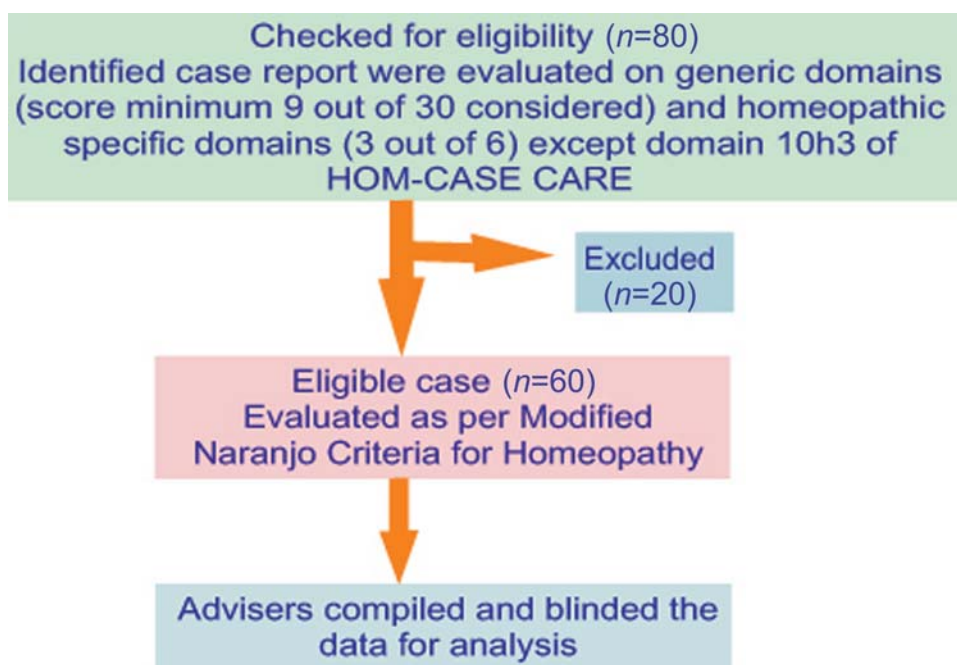 Checked for eligibility (n=80)
Identified case report were evaluated on generic domains
(score minimum 9 out of 30 considered) and homeopathic
specific domains (3 out of 6) except domain 10h3 of
HOM-CASE CARE
Excluded
(n=20)
Eligible case (n=60)
Evaluated as per Modified
Naranjo Criteria for Homeopathy
Advisers compiled and blinded the
data for analysis